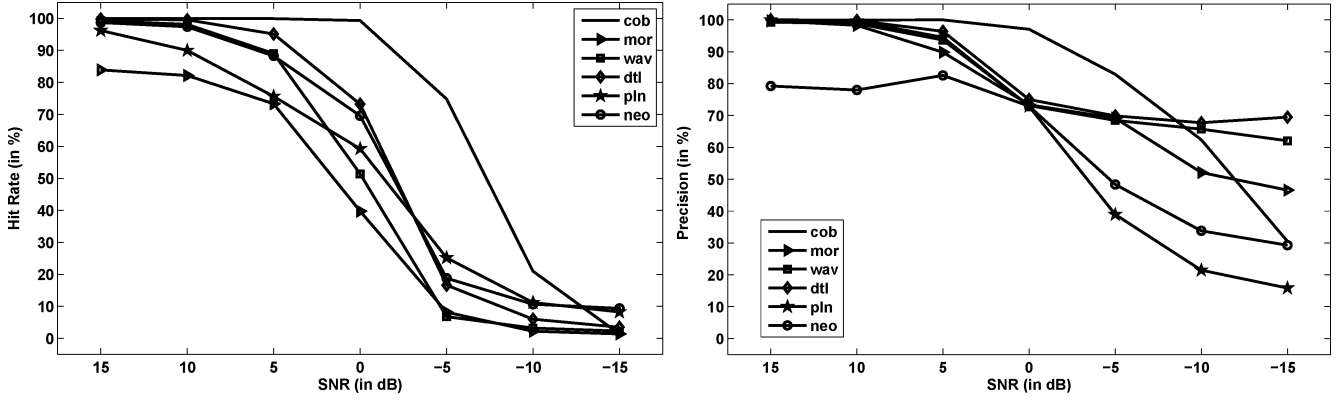 100
90
80
70
60
50
40
30
20
10
0
Hit Rate (in %)
15 10 5 0 −5 −10 −15
SNR (in dB)
cob
mor
wav
dtl
pln
neo
100
90
80
70
60
50
40
30
20
10
0
Precision (in %)
15 10 5 0 −5 −10 −15
SNR (in dB)
cob
mor
wav
dtl
pln
neo